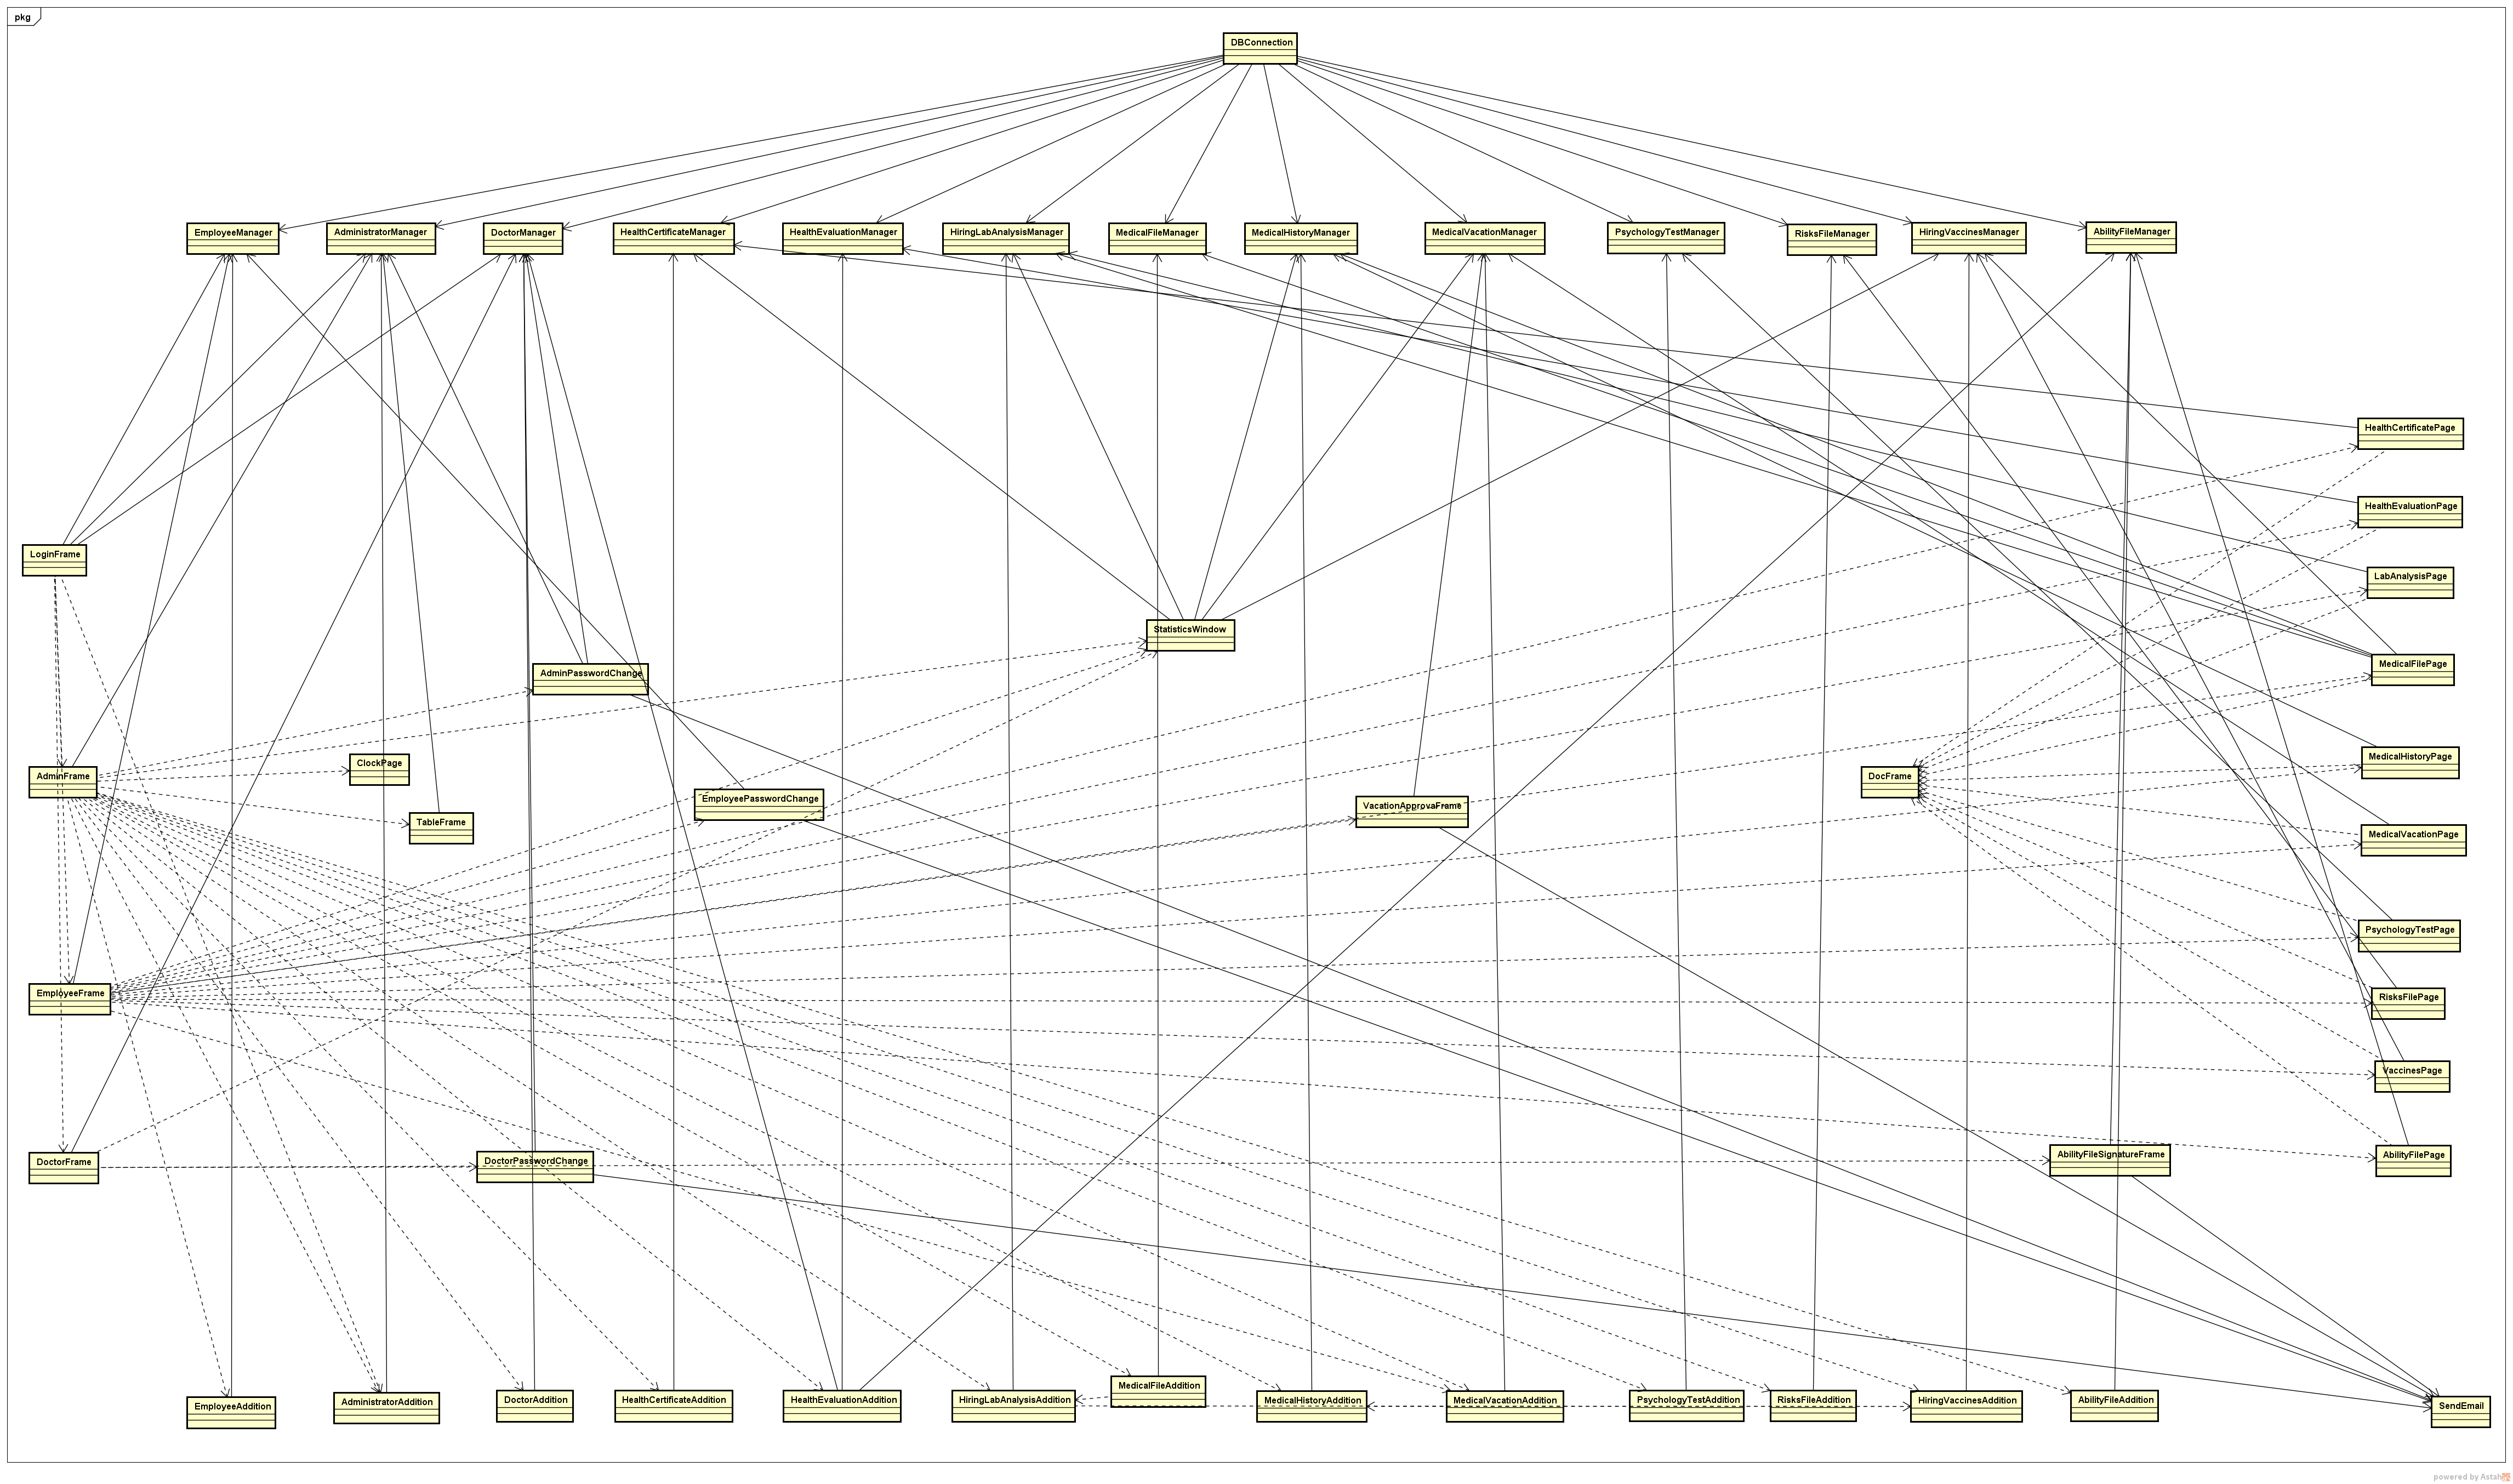 pkg
DBConnection
EmployeeManager
AdministratorManager
DoctorManager
HealthCertificateManager
HealthEvaluationManager
HiringLabAnalysisManager
MedicalFileManager
MedicalHistoryManager
MedicalVacationManager
PsychologyTestManager
RisksFileManager
HiringVaccinesManager
AbilityFileManager
HealthCertificatePage
HealthEvaluationPage
LoginFrame
LabAnalysisPage
StatisticsWindow
MedicalFilePage
AdminPasswordChange
MedicalHistoryPage
ClockPage
AdminFrame
DocFrame
EmployeePasswordChange
VacationApprovaFrame
TableFrame
MedicalVacationPage
PsychologyTestPage
EmployeeFrame
RisksFilePage
VaccinesPage
DoctorFrame
DoctorPasswordChange
AbilityFileSignatureFrame
AbilityFilePage
EmployeeAddition
AdministratorAddition
DoctorAddition
HealthCertificateAddition
HealthEvaluationAddition
HiringLabAnalysisAddition
MedicalFileAddition
MedicalHistoryAddition
MedicalVacationAddition
PsychologyTestAddition
RisksFileAddition
HiringVaccinesAddition
AbilityFileAddition
SendEmail
powered by Astah